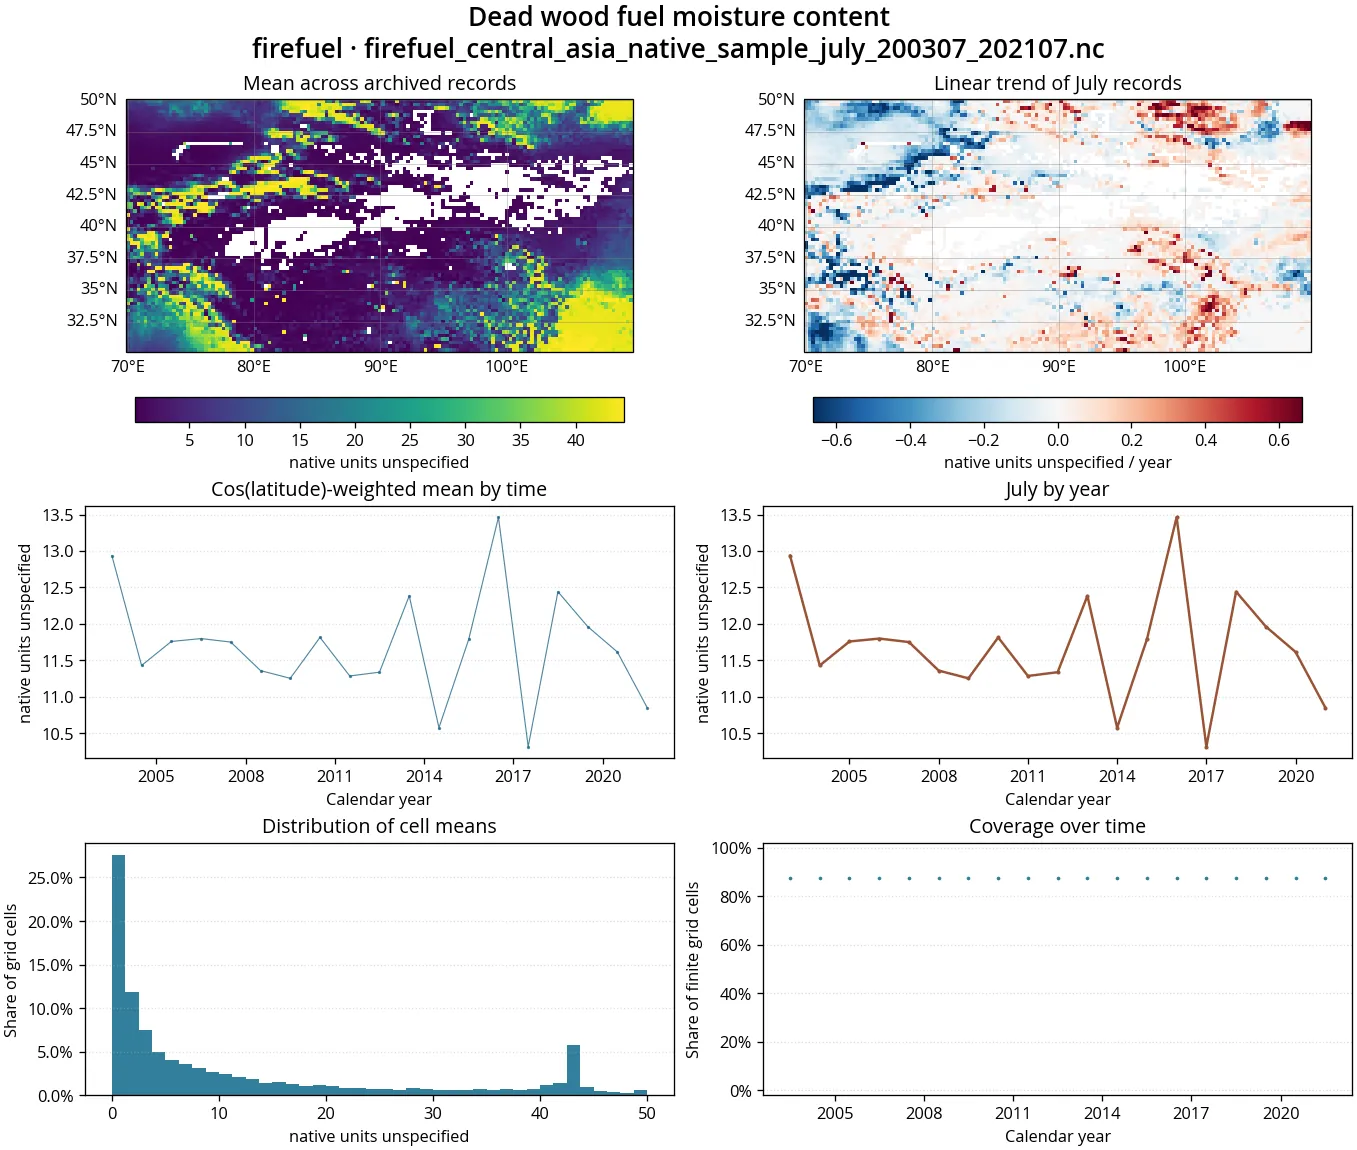 Dead wood fuel moisture content
firefuel · firefuel_central_asia_native_sample_july_200307_202107.nc
Mean across archived records
50°N
47.5°N
45°N
42.5°N
40°N
37.5°N
35°N
32.5°N
70°E 80°E 90°E 100°E
5 10 15 20 25 30 35 40
native units unspecified
Linear trend of July records
50°N
47.5°N
45°N
42.5°N
40°N
37.5°N
35°N
32.5°N
70°E 80°E 90°E 100°E
−0.6 −0.4 −0.2 0.0 0.2 0.4 0.6
native units unspecified / year
Cos(latitude)-weighted mean by time
native units unspecified
13.5
13.0
12.5
12.0
11.5
11.0
10.5
2005 2008 2011 2014 2017 2020
Calendar year
July by year
native units unspecified
13.5
13.0
12.5
12.0
11.5
11.0
10.5
2005 2008 2011 2014 2017 2020
Calendar year
Distribution of cell means
Share of grid cells
25.0%
20.0%
15.0%
10.0%
5.0%
0.0%
0 10 20 30 40 50
native units unspecified
Coverage over time
Share of finite grid cells
100%
80%
60%
40%
20%
0%
2005 2008 2011 2014 2017 2020
Calendar year